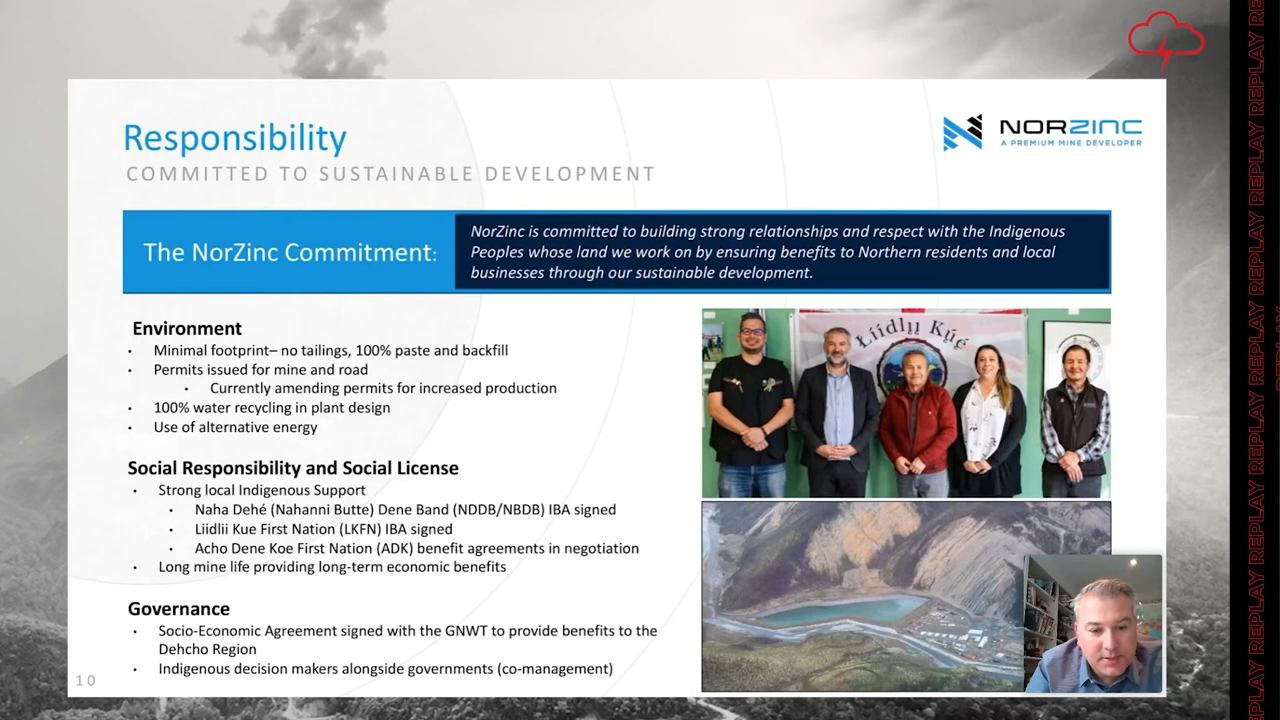 Responsibility
COMMITTED TO SUSTAINABLE DEVELOPMENT
NORZINC
A PREMIUM MINE DEVELOPER
The NorZinc Commitment:
NorZinc is committed to building strong relationships and respect with the Indigenous
Peoples whose land we work on by ensuring benefits to Northern residents and local
businesses through our sustainable development.
Environment
• Minimal footprint– no tailings, 100% paste and backfill
• Permits issued for mine and road
• Currently amending permits for increased production
• 100% water recycling in plant design
• Use of alternative energy
Social Responsibility and Social License
• Strong local Indigenous Support
• Naha Dehé (Nahanni Butte) Dene Band (NDDB/NBDB) IBA signed
• Liidlii Kue First Nation (LKFN) IBA signed
• Acho Dene Koe First Nation (ADK) benefit agreements in negotiation
• Long mine life providing long-term economic benefits
Governance
• Socio-Economic Agreement signed with the GNWT to provide benefits to the
Dehcho Region
• Indigenous decision makers alongside governments (co-management)
10
Łíídlı̨ı̨ Kų́ę́
REPLAY REPLAY REPLAY REPLAY REPLAY REPLAY REPLAY REPLAY RE